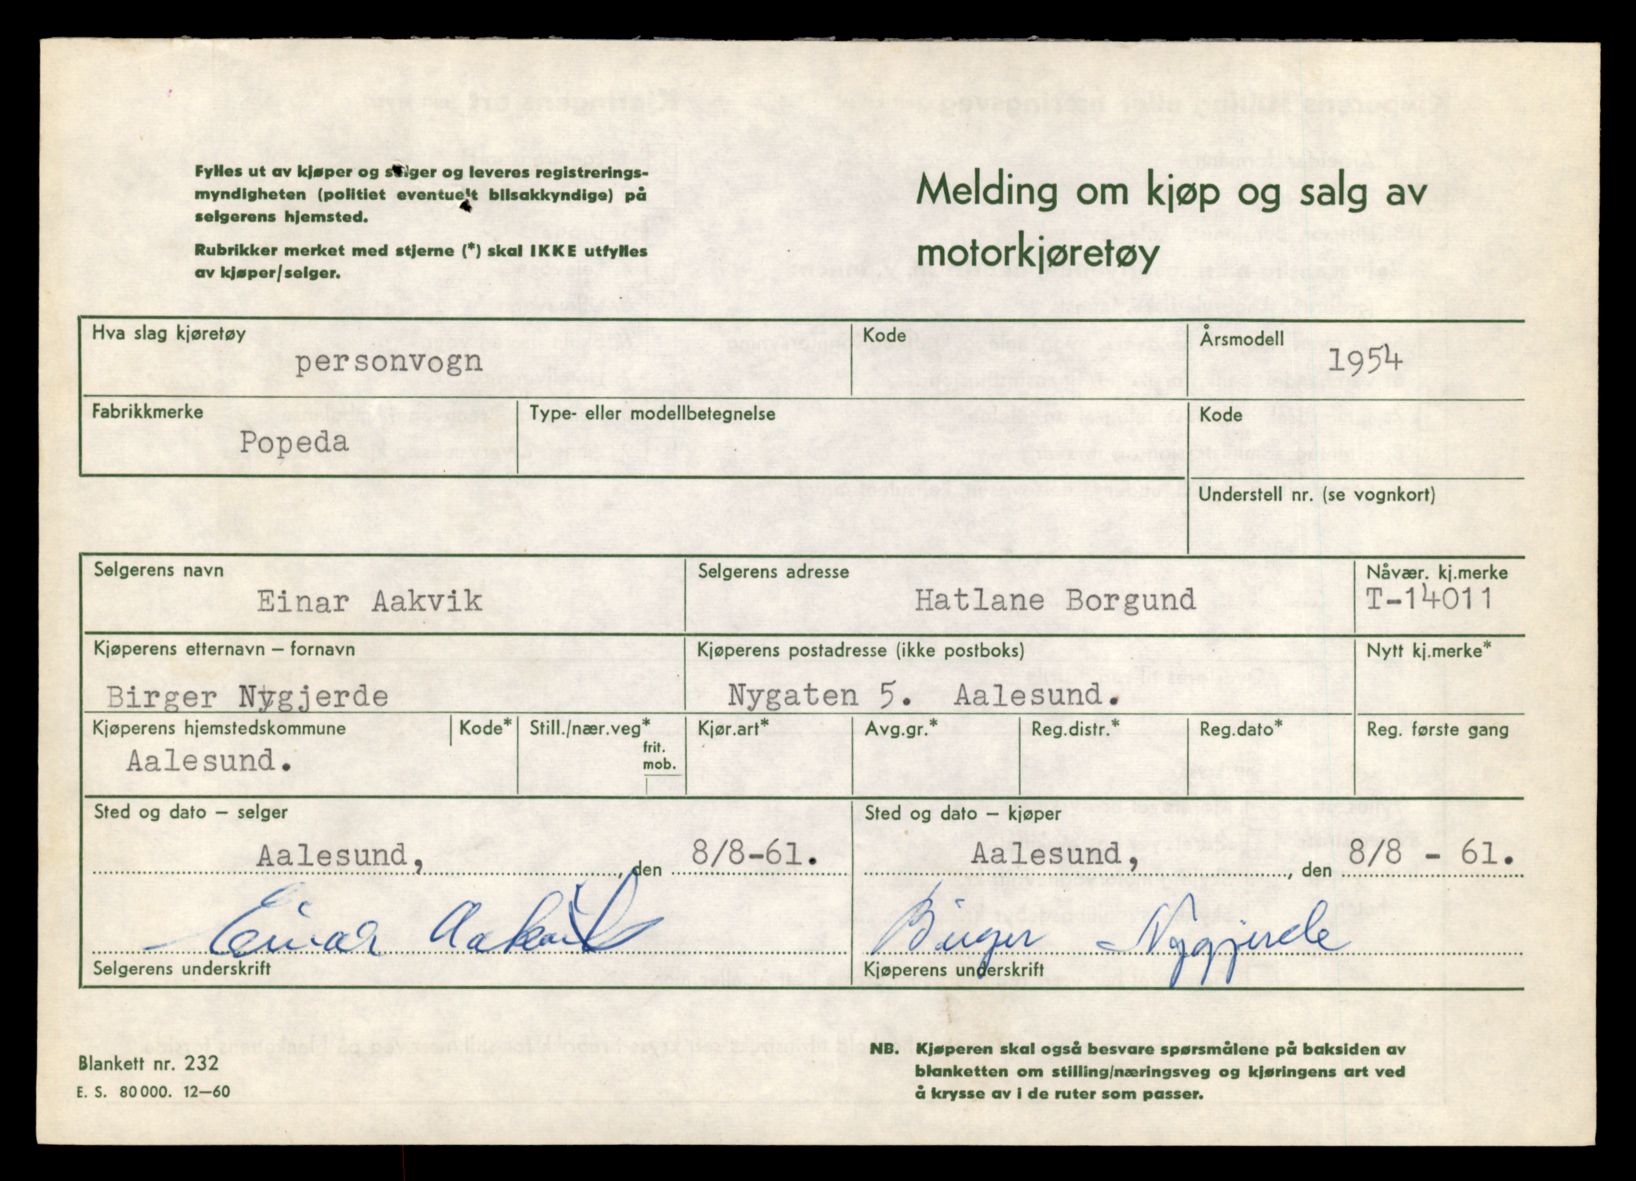 Fylles ut av kjøper og selger og leveres registrerings-
myndigheten (politiet eventuelt bilsakkyndige) på
selgerens hjemsted.
Rubrikker merket med stjerne (*) skal IKKE utfylles
av kjøper/selger.
Melding om kjøp og salg av
motorkjøretøy
Hva slag kjøretøy
personvogn
Kode
Årsmodell
1954
Fabrikkmerke
Popeda
Type- eller modellbetegnelse
Kode
Understell nr. (se vognkort)
Selgerens navn
Einar Aakvik
Selgerens adresse
Hatlane Borgund
Nåvær. kj.merke
T-14011
Kjøperens etternavn – fornavn
Birger Nygjerde
Kjøperens postadresse (ikke postboks)
Nygaten 5. Aalesund.
Nytt kj.merke*
Kjøperens hjemstedskommune
Aalesund.
Kode*
Still./nær.veg*
frit.
mob.
Kjør.art*
Avg.gr.*
Reg.distr.*
Reg.dato*
Reg. første gang
Sted og dato – selger
Aalesund, , den 8/8-61.
Einar Aakvik
Selgerens underskrift
Sted og dato – kjøper
Aalesund, , den 8/8 - 61.
Birger Nygjerde
Kjøperens underskrift
Blankett nr. 232
E. S. 80 000. 12–60
NB. Kjøperen skal også besvare spørsmålene på baksiden av
blanketten om stilling/næringsveg og kjøringens art ved
å krysse av i de ruter som passer.